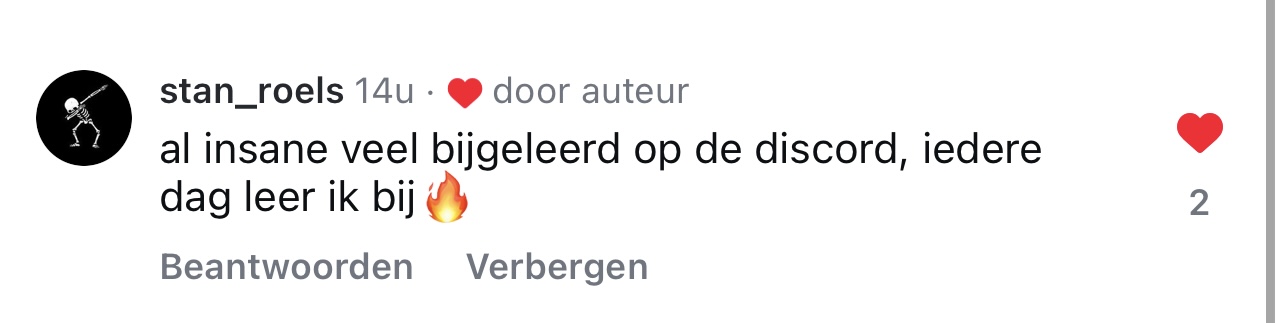 stan_roels 14u · ❤️ door auteur
al insane veel bijgeleerd op de discord, iedere
dag leer ik bij 🔥
2
Beantwoorden Verbergen